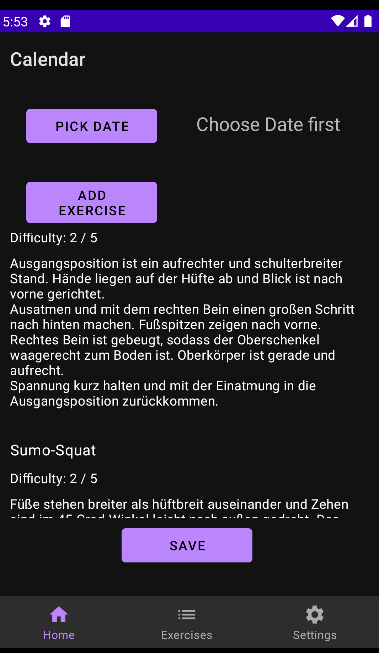 5:53
Calendar
PICK DATE
Choose Date first
ADD
EXERCISE
Difficulty: 2 / 5
Ausgangsposition ist ein aufrechter und schulterbreiter
Stand. Hände liegen auf der Hüfte ab und Blick ist nach
vorne gerichtet.
Ausatmen und mit dem rechten Bein einen großen Schritt
nach hinten machen. Fußspitzen zeigen nach vorne.
Rechtes Bein ist gebeugt, sodass der Oberschenkel
waagerecht zum Boden ist. Oberkörper ist gerade und
aufrecht.
Spannung kurz halten und mit der Einatmung in die
Ausgangsposition zurückkommen.
Sumo-Squat
Difficulty: 2 / 5
Füße stehen breiter als hüftbreit auseinander und Zehen
sind im 45 Grad Winkel leicht nach außen gedreht. Das
SAVE
Home
Exercises
Settings